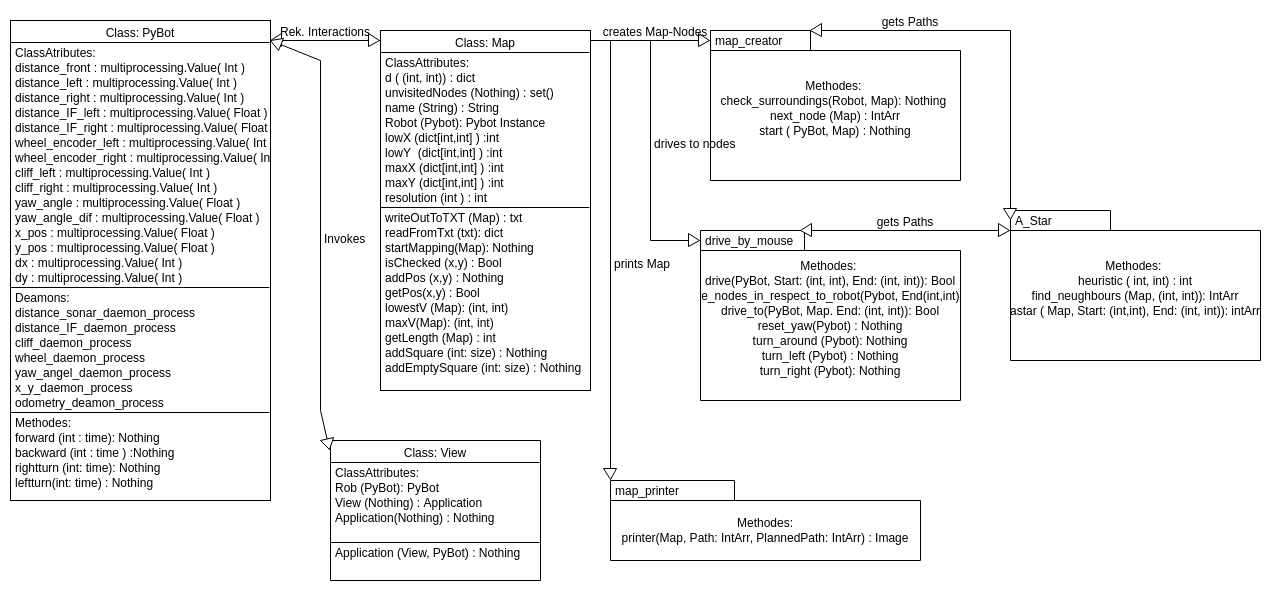 Class: PyBot
ClassAttributes:
distance_front : multiprocessing.Value( Int )
distance_left : multiprocessing.Value( Int )
distance_right : multiprocessing.Value( Int )
distance_IF_left : multiprocessing.Value( Float )
distance_IF_right : multiprocessing.Value( Float
wheel_encoder_left : multiprocessing.Value( Int
wheel_encoder_right : multiprocessing.Value( In
cliff_left : multiprocessing.Value( Int )
cliff_right : multiprocessing.Value( Int )
yaw_angle : multiprocessing.Value( Float )
yaw_angle_dif : multiprocessing.Value( Float )
x_pos : multiprocessing.Value( Float )
y_pos : multiprocessing.Value( Float )
dx : multiprocessing.Value( Int )
dy : multiprocessing.Value( Int )
Deamons:
distance_sonar_daemon_process
distance_IF_daemon_process
cliff_daemon_process
wheel_daemon_process
yaw_angel_daemon_process
x_y_daemon_process
odometry_deamon_process
Methodes:
forward (int : time): Nothing
backward (int : time ) :Nothing
rightturn (int: time): Nothing
leftturn(int: time) : Nothing
Rek. Interactions
Invokes
Class: Map
ClassAttributes:
d ( (int, int)) : dict
unvisitedNodes (Nothing) : set()
name (String) : String
Robot (Pybot): Pybot Instance
lowX (dict[int,int] ) :int
lowY  (dict[int,int] ) :int
maxX (dict[int,int] ) :int
maxY (dict[int,int] ) :int
resolution (int ) : int
writeOutToTXT (Map) : txt
readFromTxt (txt): dict
startMapping(Map): Nothing
isChecked (x,y) : Bool
addPos (x,y) : Nothing
getPos(x,y) : Bool
lowestV (Map): (int, int)
maxV(Map): (int, int)
getLength (Map) : int
addSquare (int: size) : Nothing
addEmptySquare (int: size) : Nothing
Class: View
ClassAttributes:
Rob (PyBot): PyBot
View (Nothing) : Application
Application(Nothing) : Nothing
Application (View, PyBot) : Nothing
creates Map-Nodes
drives to nodes
prints Map
map_creator
Methodes:
check_surroundings(Robot, Map): Nothing
next_node (Map) : IntArr
start ( PyBot, Map) : Nothing
gets Paths
drive_by_mouse
Methodes:
drive(PyBot, Start: (int, int), End: (int, int)): Bool
e_nodes_in_respect_to_robot(Pybot, End(int,int)
drive_to(PyBot, Map. End: (int, int)): Bool
reset_yaw(Pybot) : Nothing
turn_around (Pybot): Nothing
turn_left (Pybot) : Nothing
turn_right (Pybot): Nothing
gets Paths
A_Star
Methodes:
heuristic ( int, int) : int
find_neughbours (Map, (int, int)): IntArr
astar ( Map, Start: (int,int), End: (int, int)): intArr
map_printer
Methodes:
printer(Map, Path: IntArr, PlannedPath: IntArr) : Image